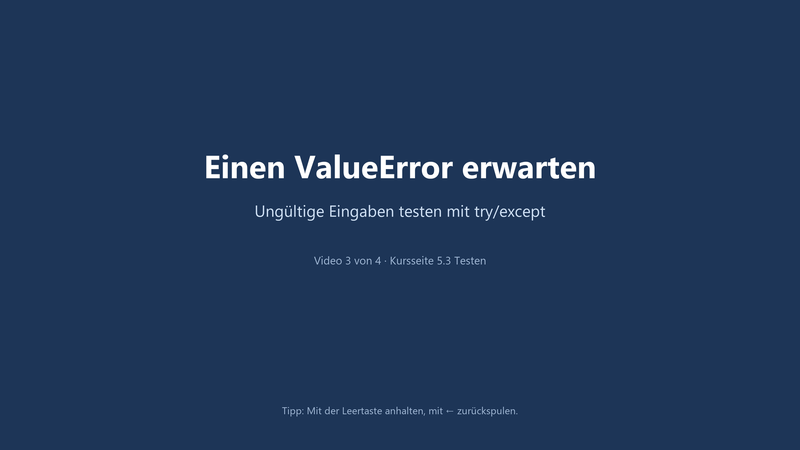 Einen ValueError erwarten
Ungültige Eingaben testen mit try/except
Video 3 von 4 · Kursseite 5.3 Testen
Tipp: Mit der Leertaste anhalten, mit ← zurückspulen.